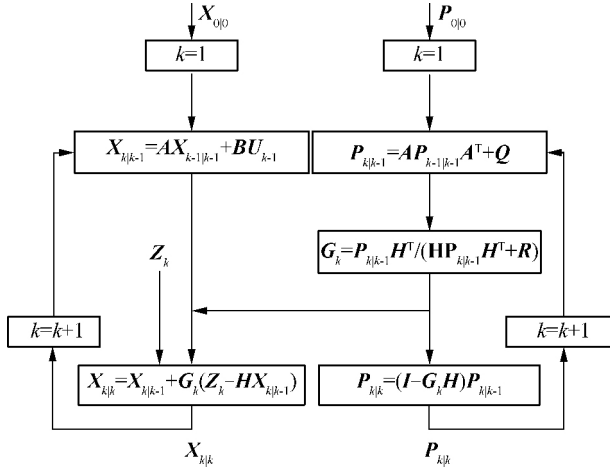 X₀|₀
P₀|₀
k=1
k=1
Xₖ|ₖ₋₁=AXₖ₋₁|ₖ₋₁+BUₖ₋₁
Pₖ|ₖ₋₁=APₖ₋₁|ₖ₋₁Aᵀ+Q
Zₖ
Gₖ=Pₖ|ₖ₋₁Hᵀ/(HPₖ|ₖ₋₁Hᵀ+R)
k=k+1
k=k+1
Xₖ|ₖ=Xₖ|ₖ₋₁+Gₖ(Zₖ−HXₖ|ₖ₋₁)
Pₖ|ₖ=(I−GₖH)Pₖ|ₖ₋₁
Xₖ|ₖ
Pₖ|ₖ